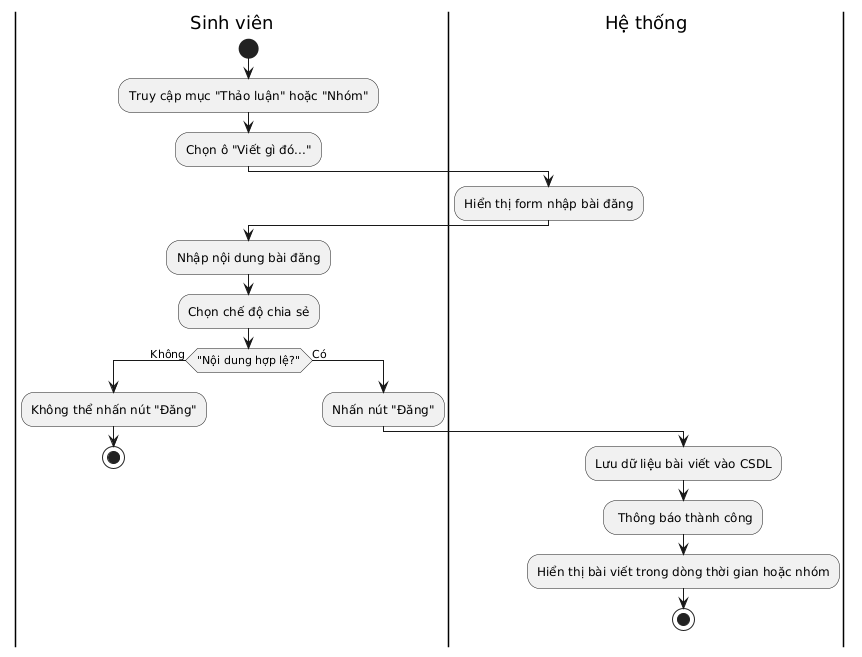 Sinh viên
Hệ thống
Truy cập mục "Thảo luận" hoặc "Nhóm"
Chọn ô "Viết gì đó..."
Hiển thị form nhập bài đăng
Nhập nội dung bài đăng
Chọn chế độ chia sẻ
Không
"Nội dung hợp lệ?"
Có
Không thể nhấn nút "Đăng"
Nhấn nút "Đăng"
Lưu dữ liệu bài viết vào CSDL
Thông báo thành công
Hiển thị bài viết trong dòng thời gian hoặc nhóm